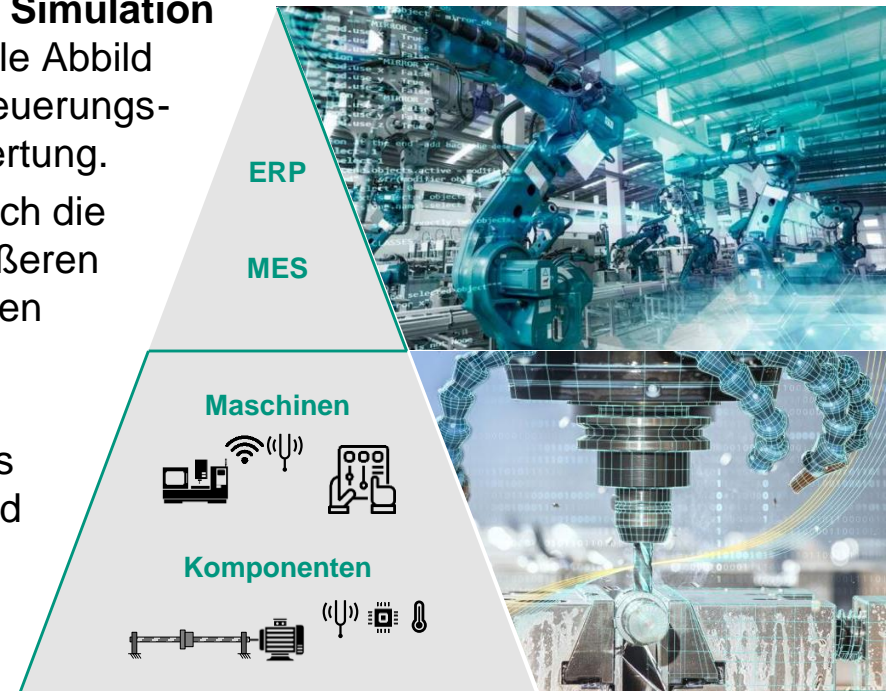 Simulation
le Abbild
euerungs-
ertung.
ch die
ßeren
en
s
d
ERP
MES
Maschinen
Komponenten